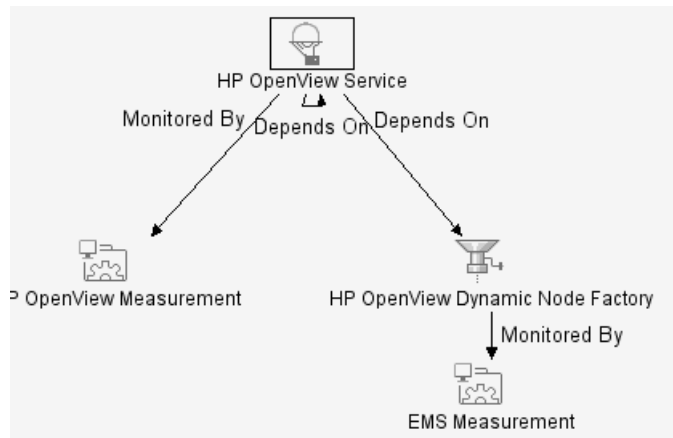 HP OpenView Service
Monitored By
Depends On
Depends On
P OpenView Measurement
HP OpenView Dynamic Node Factory
Monitored By
EMS Measurement